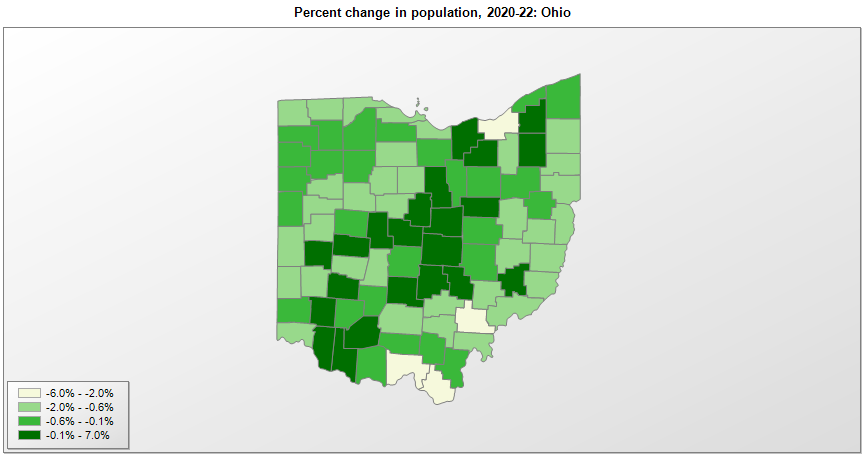 Percent change in population, 2020-22: Ohio
-6.0% - -2.0%
-2.0% - -0.6%
-0.6% - -0.1%
-0.1% - 7.0%